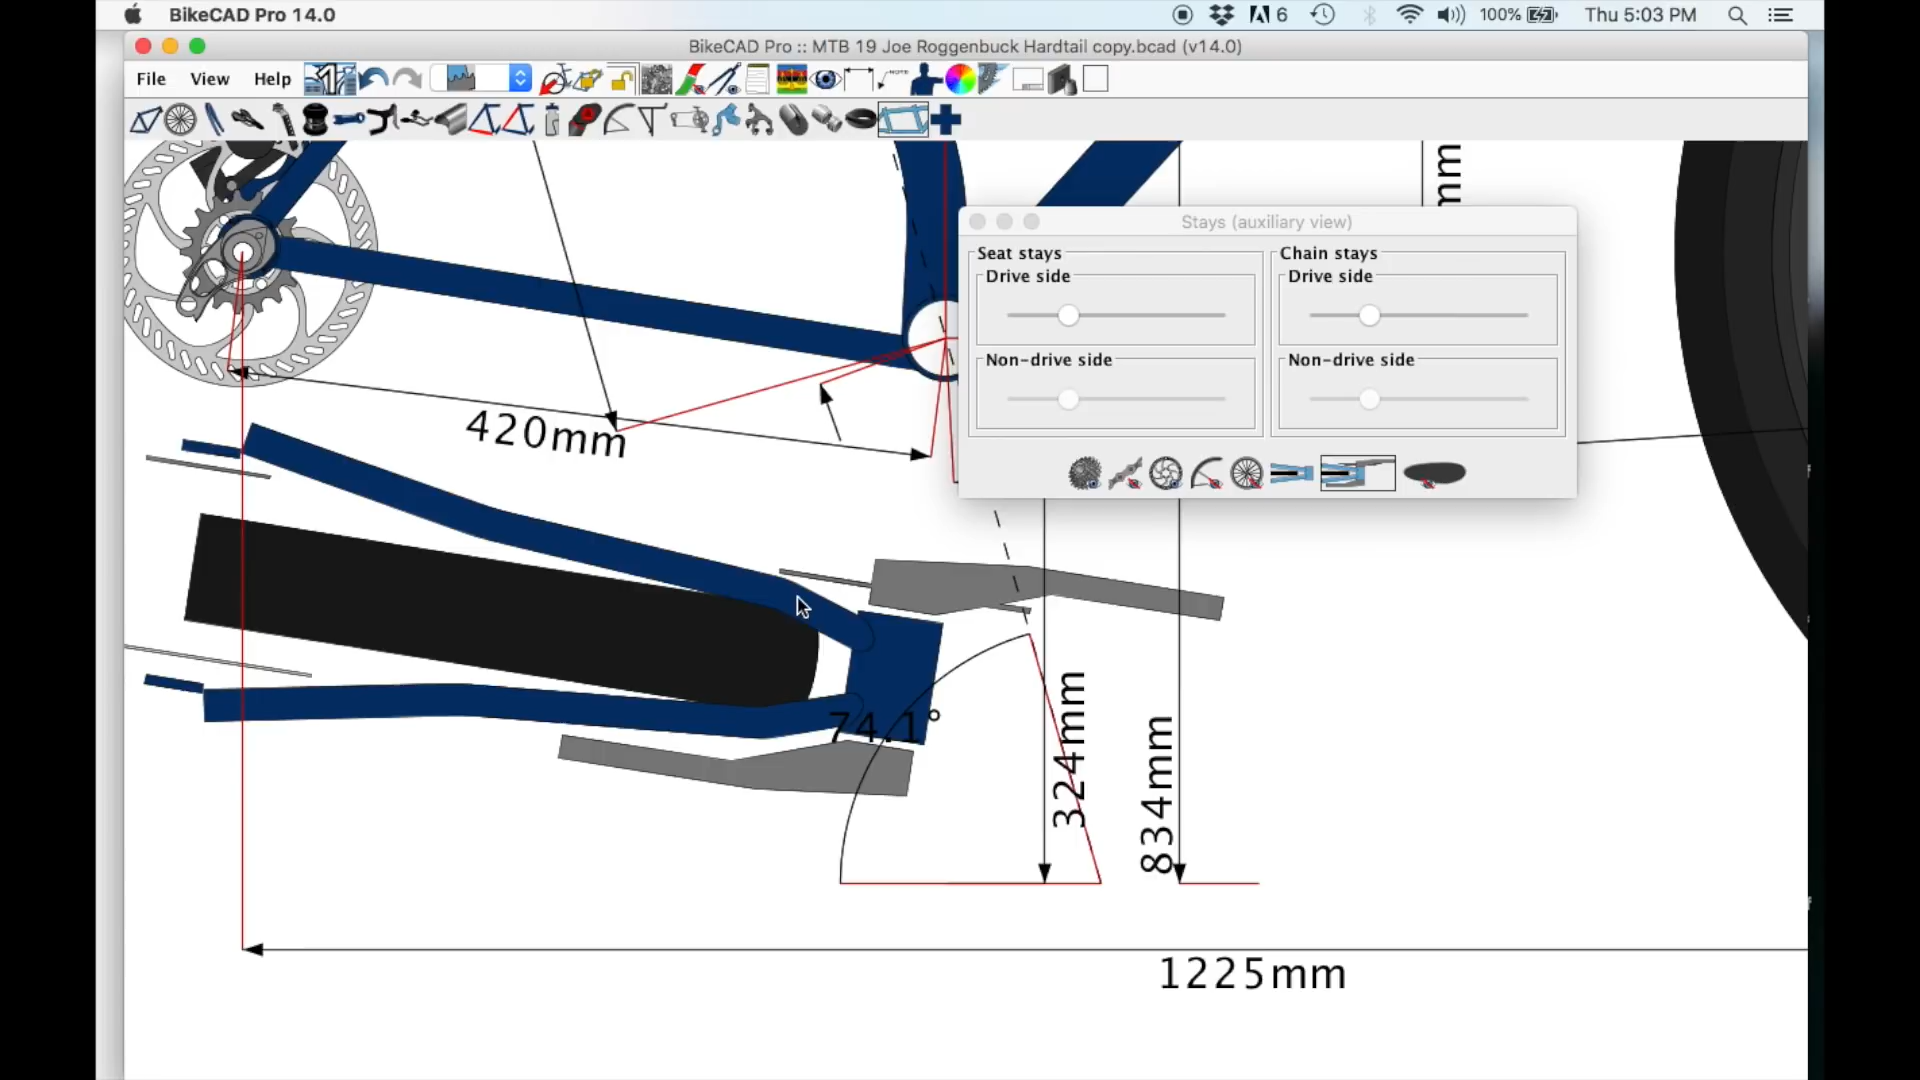 BikeCAD Pro 14.0
6
100%
Thu 5:03 PM
BikeCAD Pro :: MTB 19 Joe Roggenbuck Hardtail copy.bcad (v14.0)
File
View
Help
mm
Stays (auxiliary view)
Seat stays
Chain stays
Drive side
Drive side
Non-drive side
Non-drive side
420mm
74.1°
324mm
834mm
1225mm